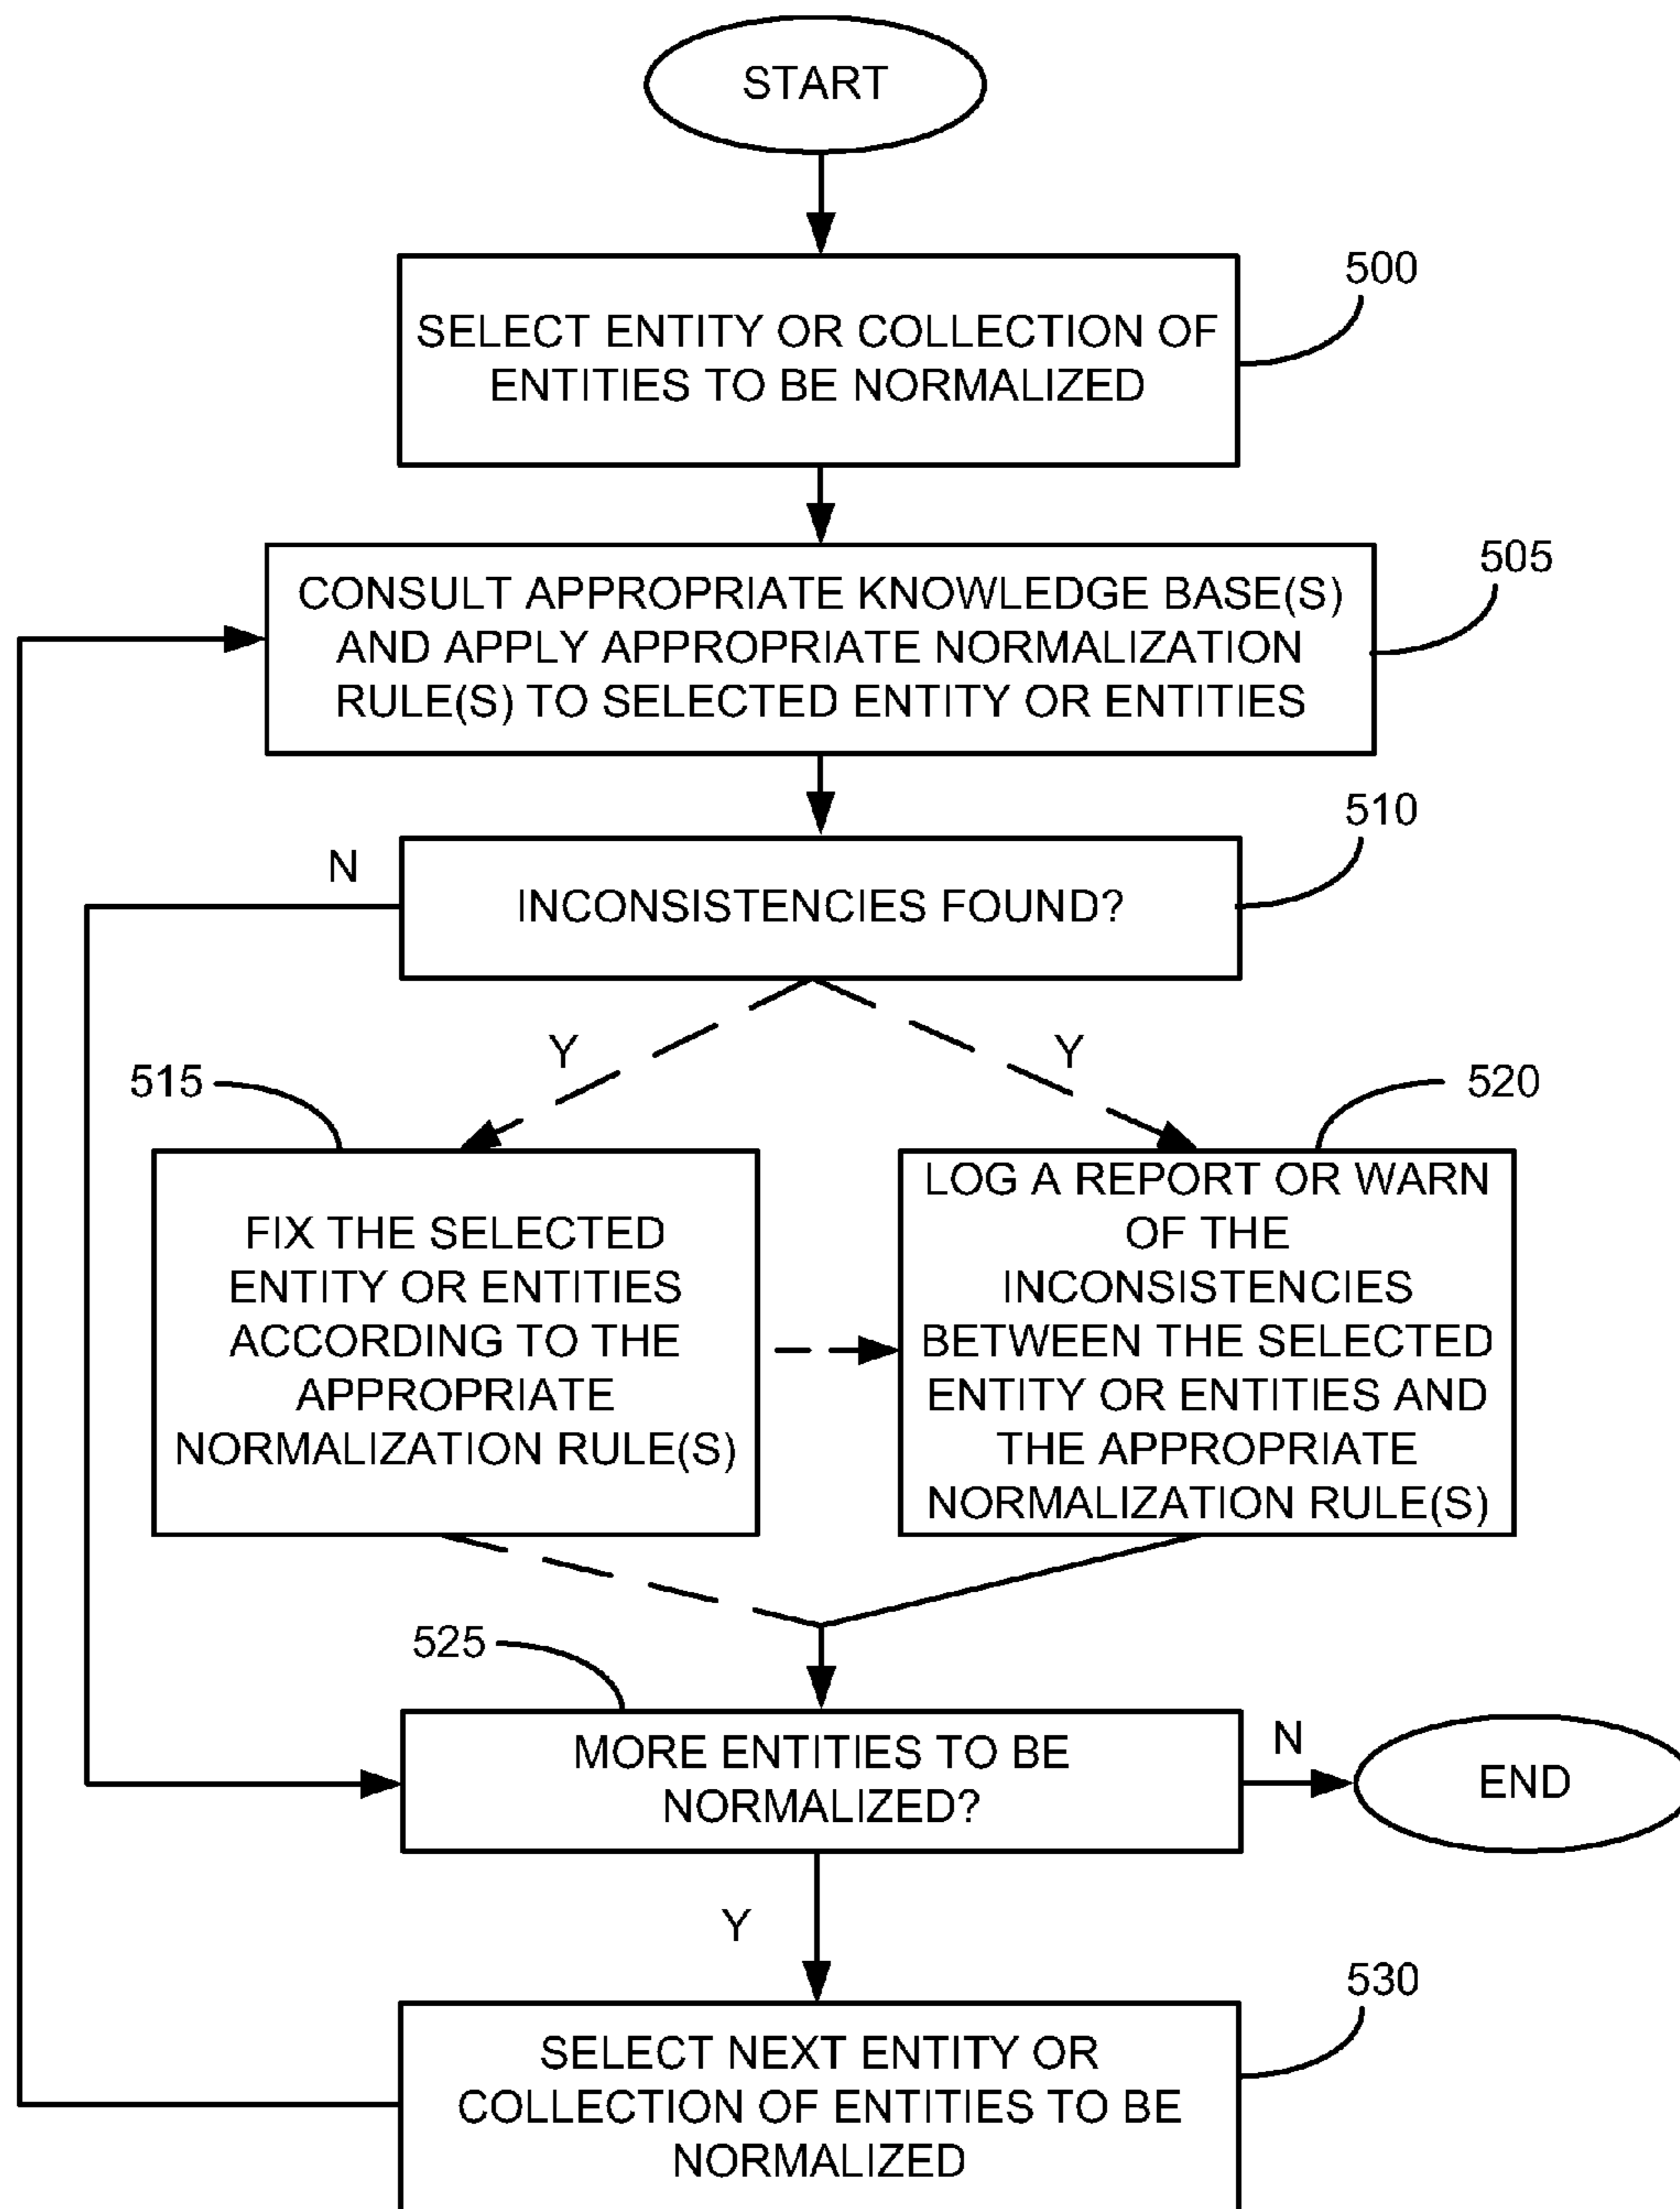 START
500
SELECT ENTITY OR COLLECTION OF
ENTITIES TO BE NORMALIZED
505
CONSULT APPROPRIATE KNOWLEDGE BASE(S)
AND APPLY APPROPRIATE NORMALIZATION
RULE(S) TO SELECTED ENTITY OR ENTITIES
510
N
INCONSISTENCIES FOUND?
Y
Y
515
520
FIX THE SELECTED
ENTITY OR ENTITIES
ACCORDING TO THE
APPROPRIATE
NORMALIZATION RULE(S)
LOG A REPORT OR WARN
OF THE
INCONSISTENCIES
BETWEEN THE SELECTED
ENTITY OR ENTITIES AND
THE APPROPRIATE
NORMALIZATION RULE(S)
525
MORE ENTITIES TO BE
NORMALIZED?
N
END
Y
530
SELECT NEXT ENTITY OR
COLLECTION OF ENTITIES TO BE
NORMALIZED